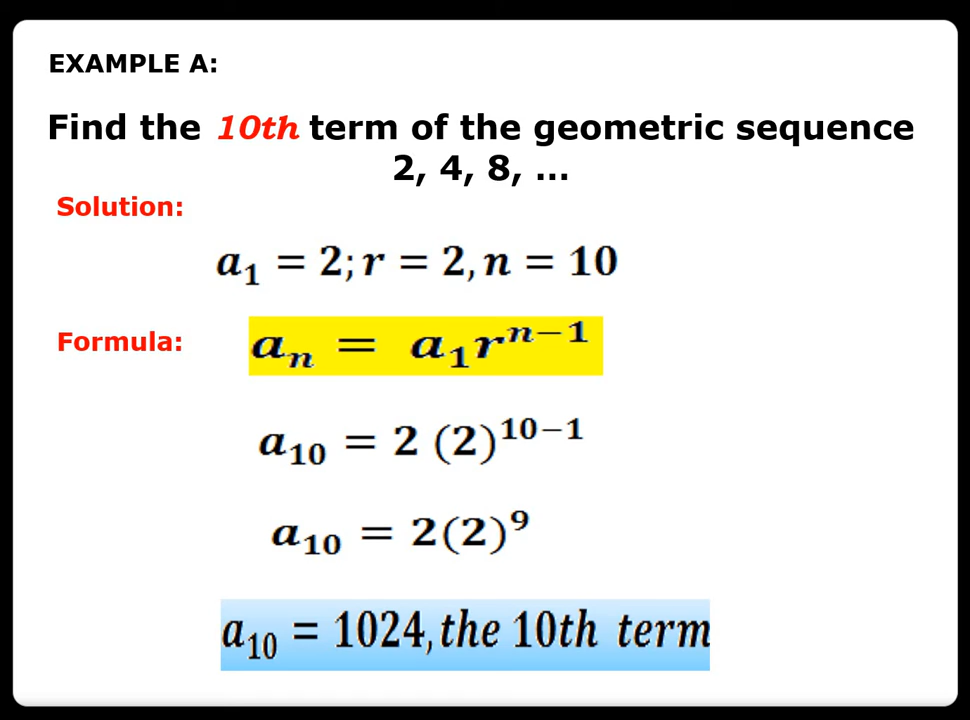 EXAMPLE A:
Find the 10th term of the geometric sequence
2, 4, 8, ...
Solution:
a₁ = 2; r = 2, n = 10
Formula: aₙ = a₁rⁿ⁻¹
a₁₀ = 2 (2)¹⁰⁻¹
a₁₀ = 2(2)⁹
a₁₀ = 1024, the 10th term